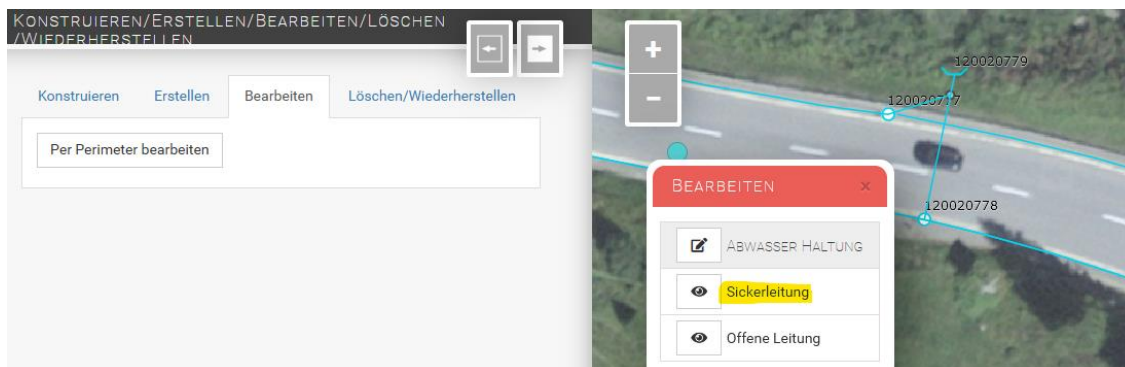 KONSTRUIEREN/ERSTELLEN/BEARBEITEN/LÖSCHEN
/WIEDERHERSTELLEN
Konstruieren
Erstellen
Bearbeiten
Löschen/Wiederherstellen
Per Perimeter bearbeiten
+
−
120020779
120020777
120020778
BEARBEITEN ×
ABWASSER HALTUNG
Sickerleitung
Offene Leitung